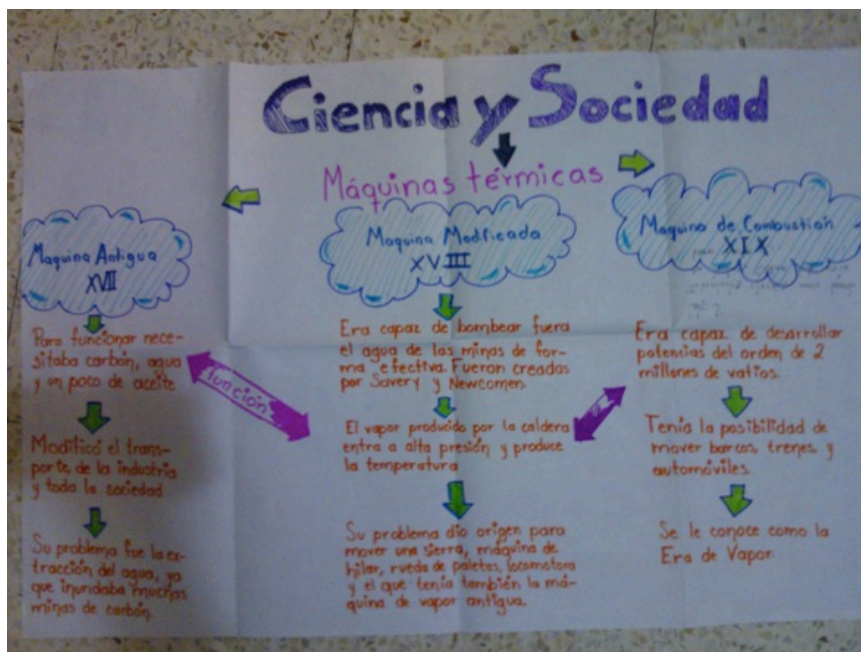 Ciencia y Sociedad
Máquinas térmicas
Maquina Antigua
XVII
Para funcionar nece-
sitaba carbón, agua
y un poco de aceite
Modificó el trans-
porte de la industria
y toda la sociedad
Su problema fue la ex-
tracción del agua, ya
que inundaba muchas
minas de carbón.
función
Maquina Modficada
XVIII
Era capaz de bombear fuera
el agua de las minas de for-
ma efectiva. Fueron creadas
por Savery y Newcomen.
El vapor producido por la caldera
entra a alta presión y produce
la temperatura
Su problema dio origen para
mover una sierra, máquina de
hilar, rueda de paletas, locomotora
y el que tenía también la má-
quina de vapor antigua.
Maquina de Combustión
XIX
Era capaz de desarrollar
potencias del orden de 2
millones de vatios.
Tenía la posibilidad de
mover barcos, trenes, y
automóviles.
Se le conoce como la
Era de Vapor.